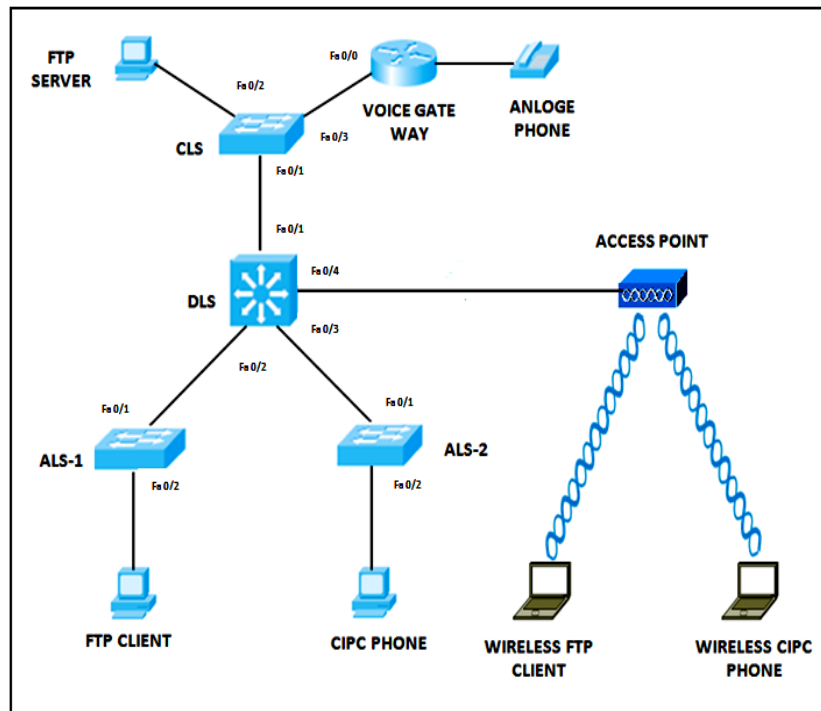 FTP
SERVER
Fa 0/2
Fa 0/0
VOICE GATE
WAY
ANLOGE
PHONE
CLS
Fa 0/3
Fa 0/1
Fa 0/1
DLS
Fa 0/4
ACCESS POINT
Fa 0/3
Fa 0/2
Fa 0/1
ALS-1
Fa 0/2
Fa 0/1
ALS-2
Fa 0/2
FTP CLIENT
CIPC PHONE
WIRELESS FTP
CLIENT
WIRELESS CIPC
PHONE